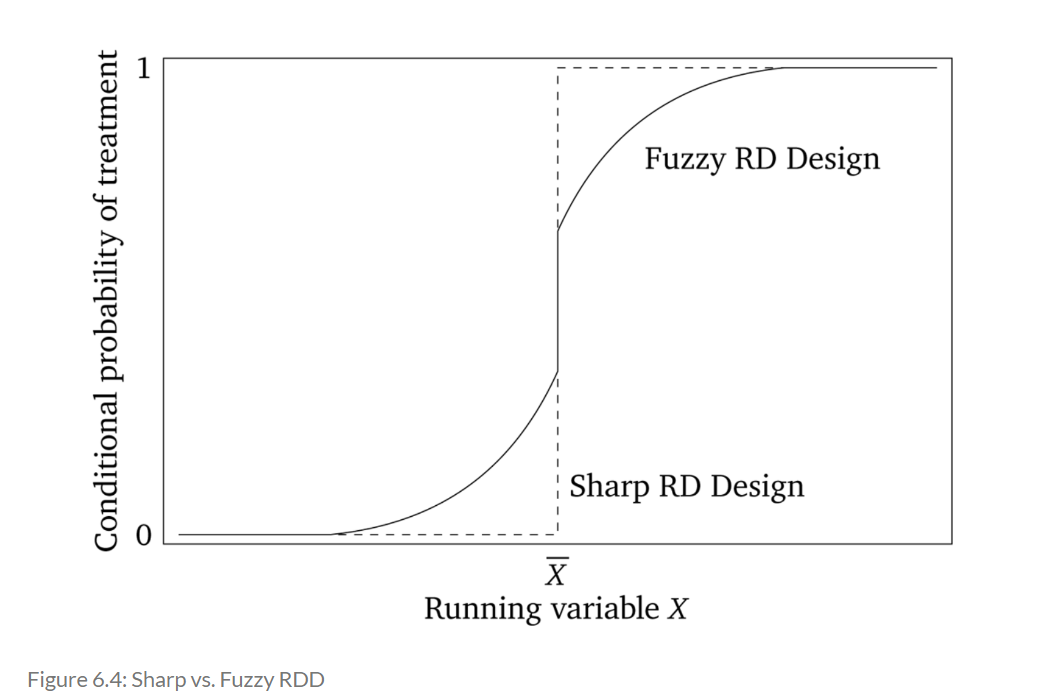 Conditional probability of treatment
1
Fuzzy RD Design
Sharp RD Design
0
X̅
Running variable X
Figure 6.4: Sharp vs. Fuzzy RDD